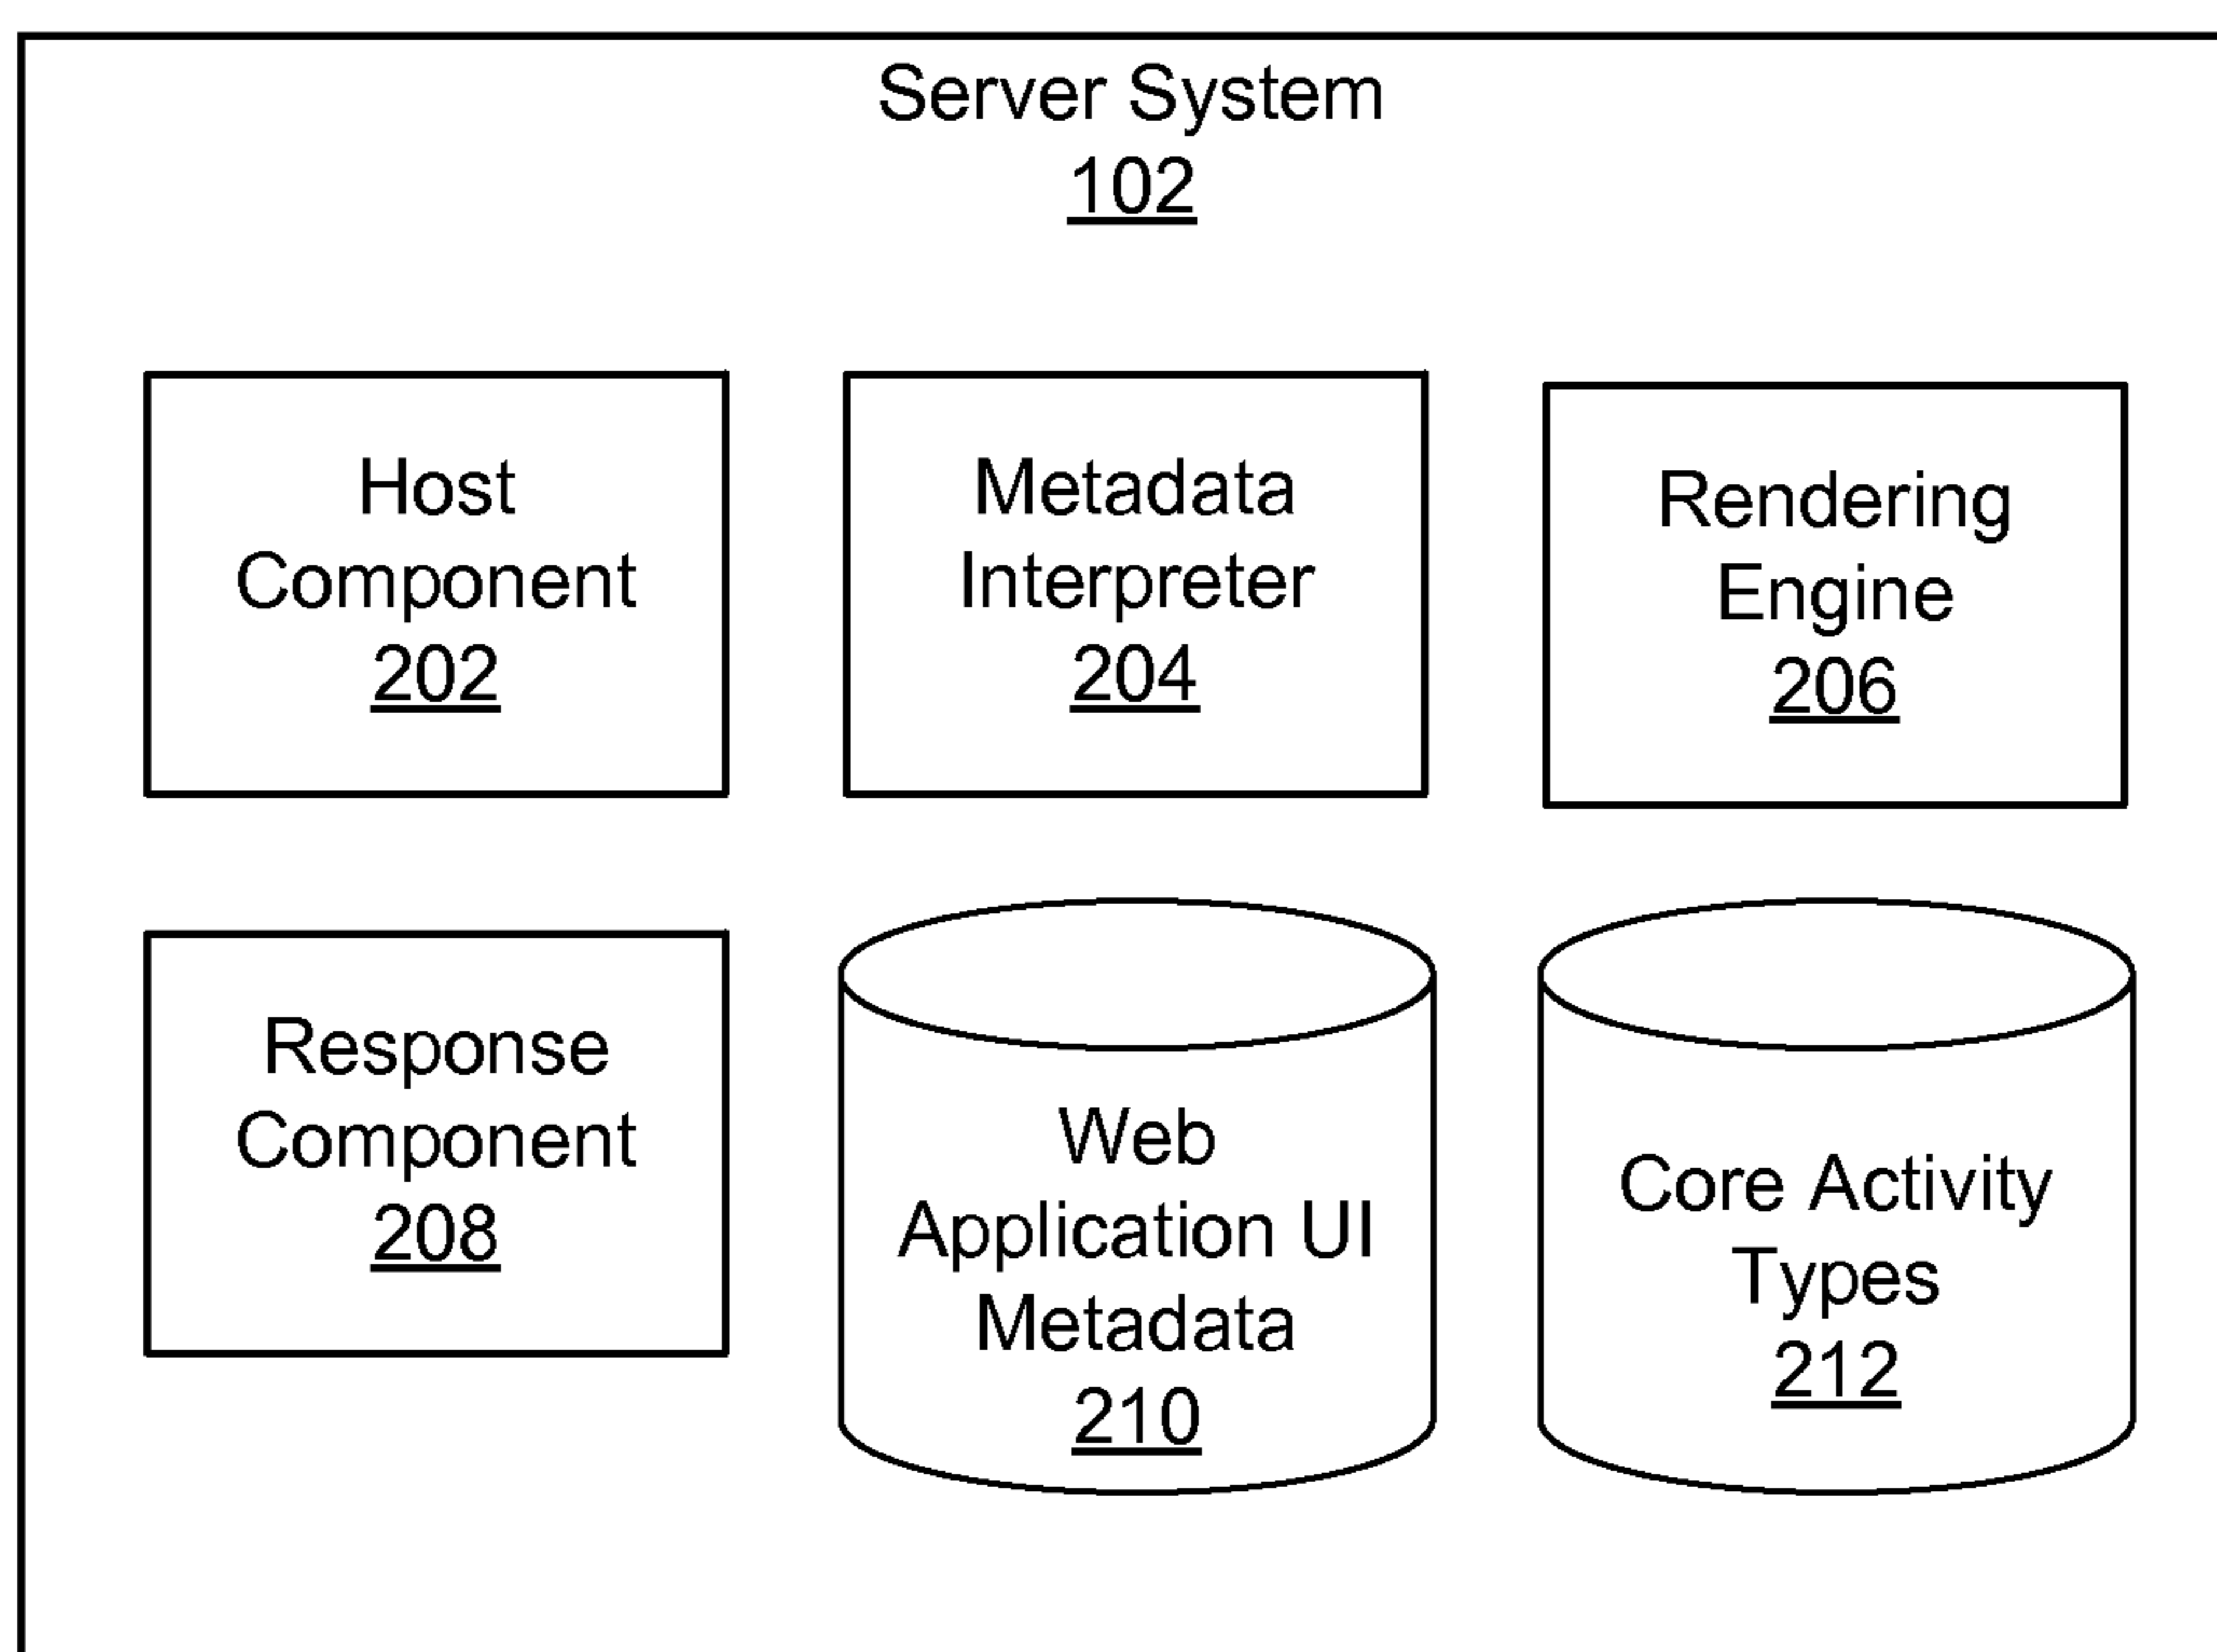 Server System
102
Host
Component
202
Metadata
Interpreter
204
Rendering
Engine
206
Response
Component
208
Web
Application UI
Metadata
210
Core Activity
Types
212